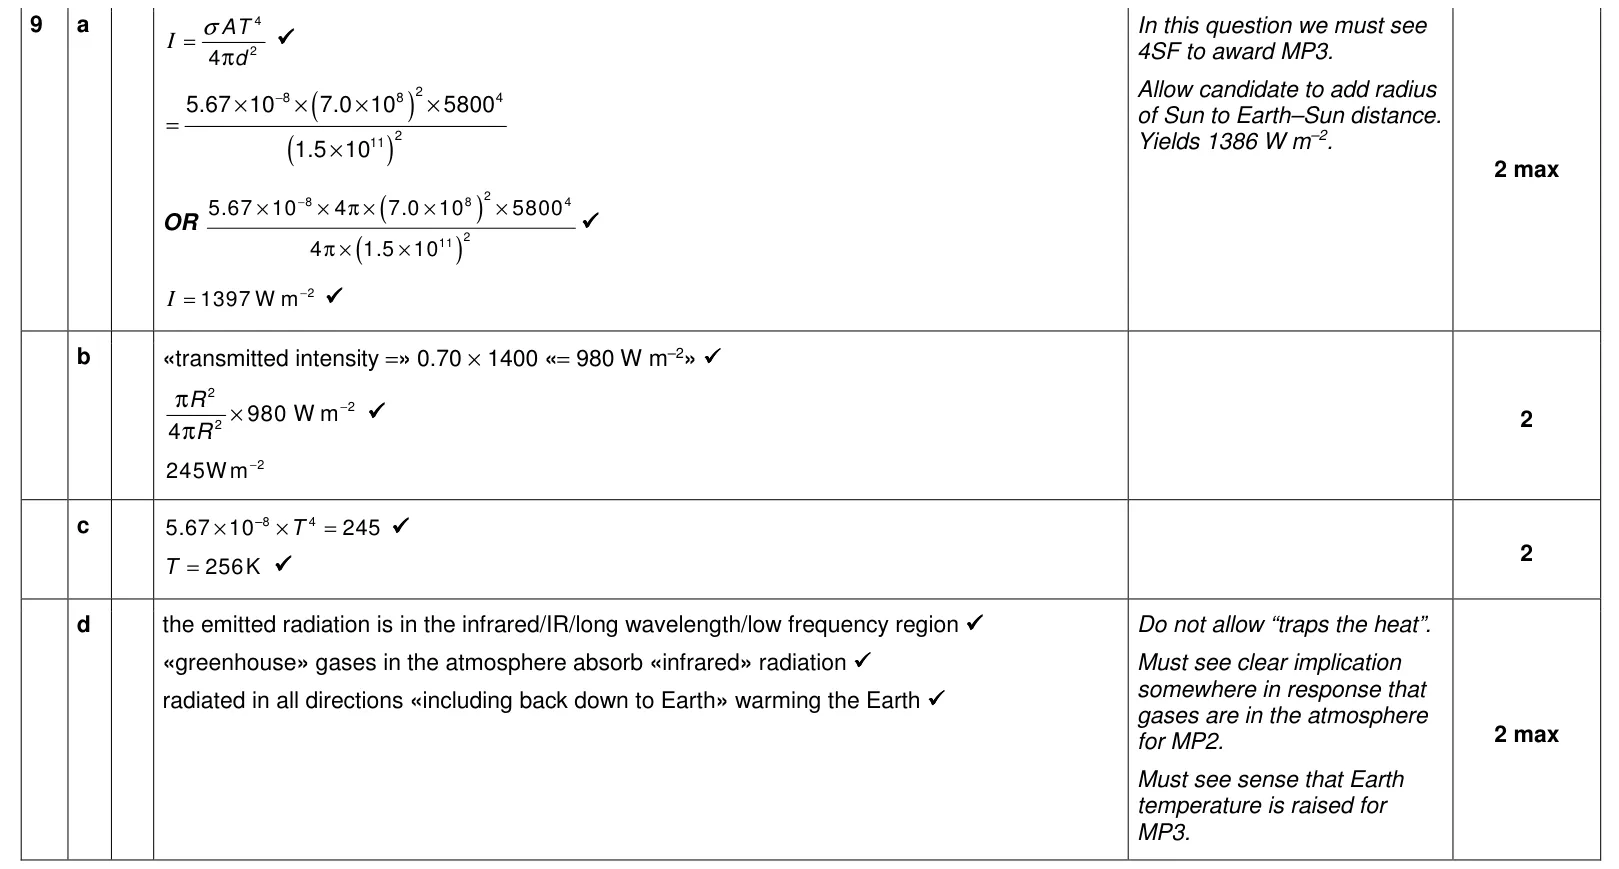 9 a
I = σAT⁴ / 4πd² ✓
= 5.67×10⁻⁸×(7.0×10⁸)²×5800⁴ / (1.5×10¹¹)²
OR 5.67×10⁻⁸×4π×(7.0×10⁸)²×5800⁴ / 4π×(1.5×10¹¹)² ✓
I = 1397 W m⁻² ✓
In this question we must see
4SF to award MP3.
Allow candidate to add radius
of Sun to Earth–Sun distance.
Yields 1386 W m⁻².
2 max
b
«transmitted intensity =» 0.70 × 1400 «= 980 W m⁻²» ✓
πR² / 4πR² × 980 W m⁻² ✓
245 W m⁻²
2
c
5.67×10⁻⁸ × T⁴ = 245 ✓
T = 256 K ✓
2
d
the emitted radiation is in the infrared/IR/long wavelength/low frequency region ✓
«greenhouse» gases in the atmosphere absorb «infrared» radiation ✓
radiated in all directions «including back down to Earth» warming the Earth ✓
Do not allow “traps the heat”.
Must see clear implication
somewhere in response that
gases are in the atmosphere
for MP2.
Must see sense that Earth
temperature is raised for
MP3.
2 max